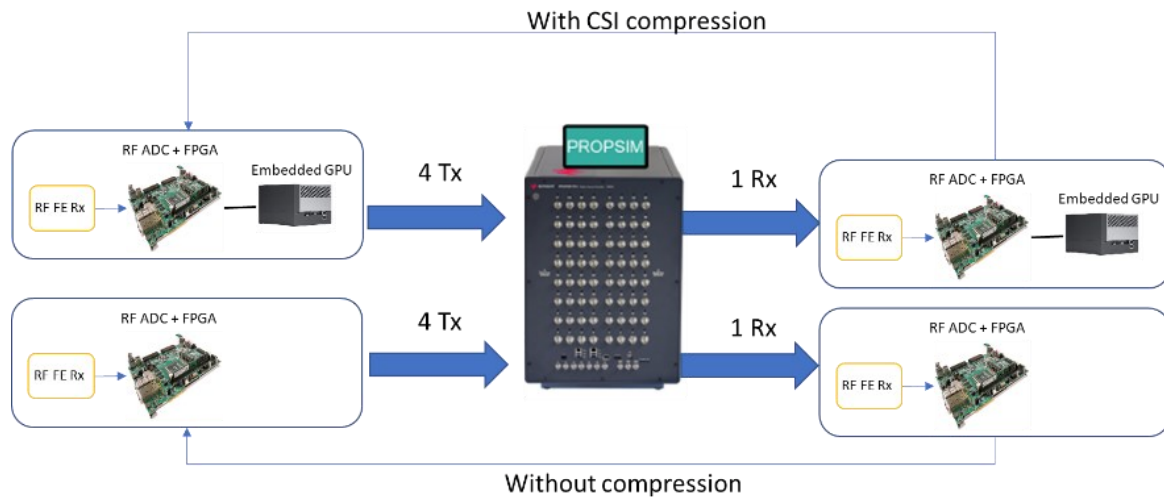 With CSI compression
RF ADC + FPGA
Embedded GPU
RF FE Rx
4 Tx
PROPSIM
1 Rx
RF ADC + FPGA
Embedded GPU
RF FE Rx
RF ADC + FPGA
RF FE Rx
4 Tx
1 Rx
RF ADC + FPGA
RF FE Rx
Without compression